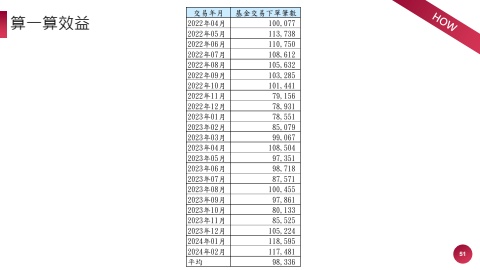 算一算效益
HOW
交易年月 基金交易下單筆數
2022年04月 100,077
2022年05月 113,738
2022年06月 110,750
2022年07月 108,612
2022年08月 105,632
2022年09月 103,285
2022年10月 101,441
2022年11月 79,156
2022年12月 78,931
2023年01月 78,551
2023年02月 85,079
2023年03月 99,067
2023年04月 108,504
2023年05月 97,351
2023年06月 98,718
2023年07月 87,571
2023年08月 100,455
2023年09月 97,861
2023年10月 80,133
2023年11月 85,525
2023年12月 105,224
2024年01月 118,595
2024年02月 117,481
平均 98,336
51